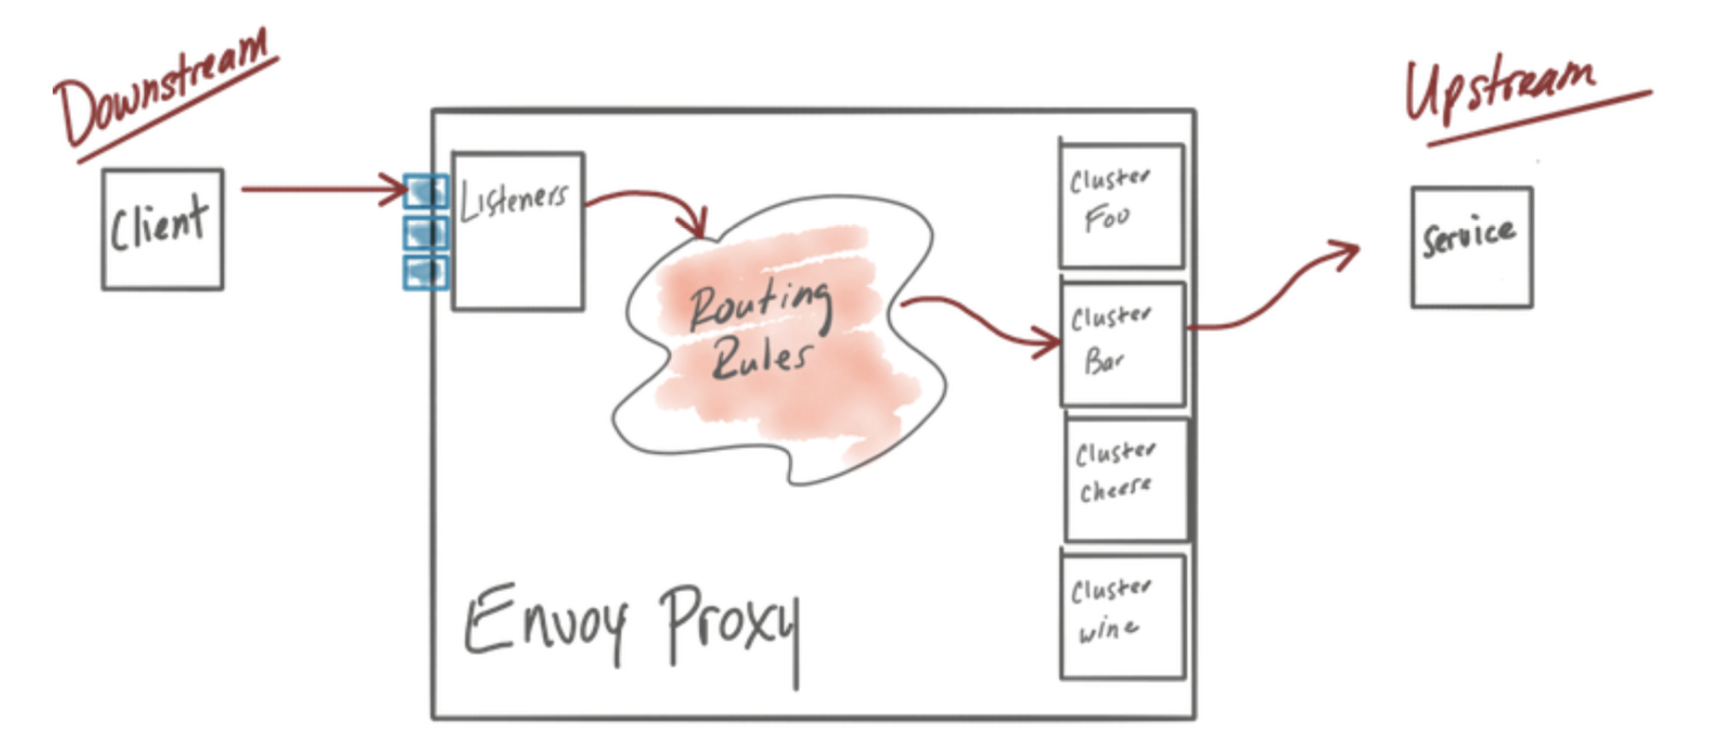 Downstream
Upstream
Client
Listeners
Routing
Rules
Cluster
Foo
Cluster
Bar
Cluster
cheese
Cluster
wine
Service
Envoy Proxy